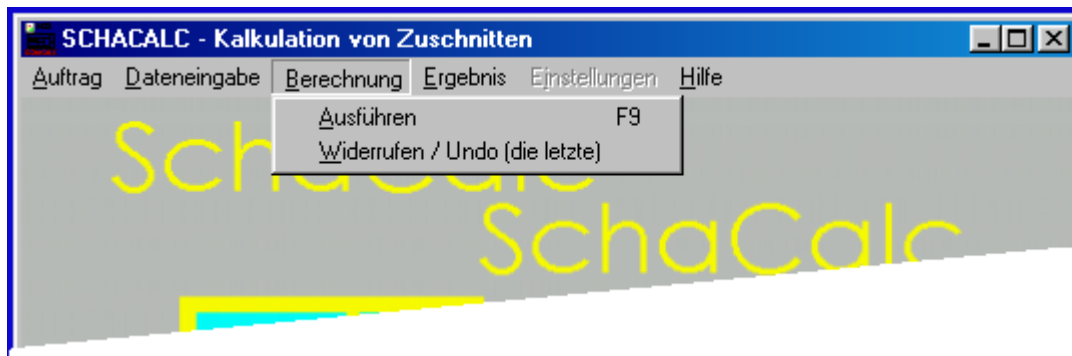 SCHACALC - Kalkulation von Zuschnitten
Auftrag Dateneingabe Berechnung Ergebnis Einstellungen Hilfe
Ausführen F9
Widerrufen / Undo (die letzte)
SchaCalc
SchaCalc